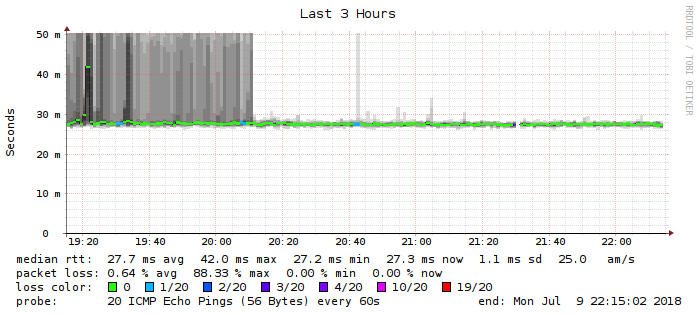 Last 3 Hours
RRDTOOL / TOBI OETIKER
Seconds
50 m
40 m
30 m
20 m
10 m
0
19:20 19:40 20:00 20:20 20:40 21:00 21:20 21:40 22:00
median rtt: 27.7 ms avg 42.0 ms max 27.2 ms min 27.3 ms now 1.1 ms sd 25.0 am/s
packet loss: 0.64 % avg 88.33 % max 0.00 % min 0.00 % now
loss color: 0 1/20 2/20 3/20 4/20 10/20 19/20
probe: 20 ICMP Echo Pings (56 Bytes) every 60s end: Mon Jul 9 22:15:02 2018